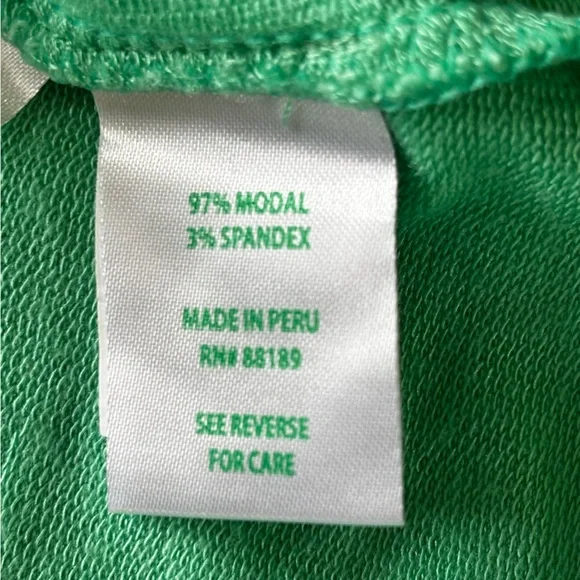 97% MODAL
3% SPANDEX
MADE IN PERU
RN# 88189
SEE REVERSE
FOR CARE